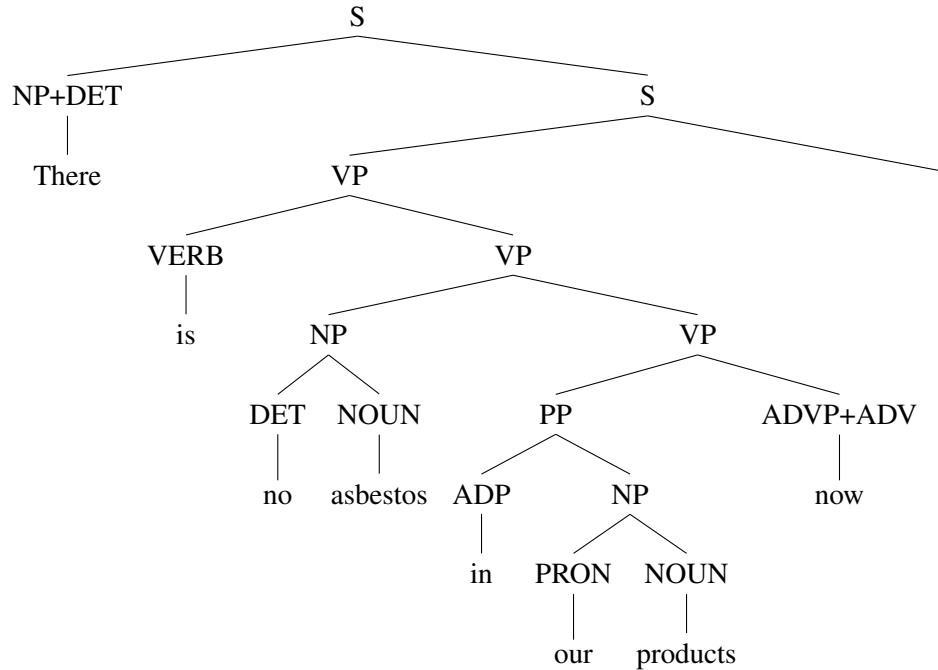 S
NP+DET S
There VP
VERB VP
is NP VP
DET NOUN PP ADVP+ADV
no asbestos ADP NP now
in PRON NOUN
our products